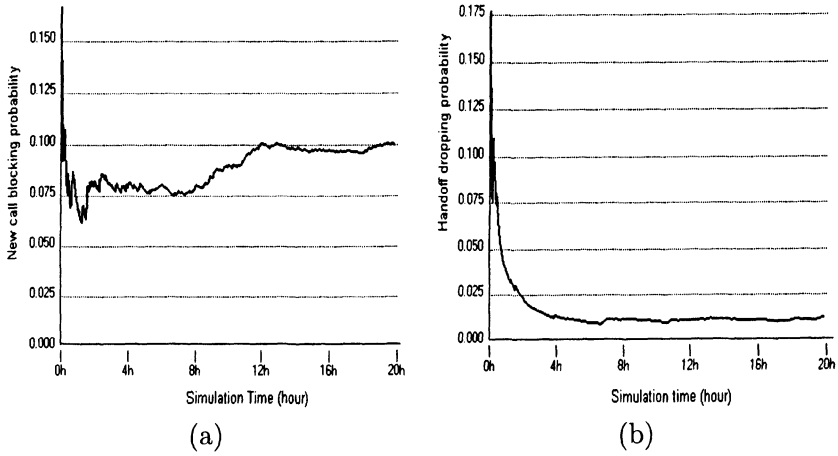 New call blocking probability
0.150
0.125
0.100
0.075
0.050
0.025
0.000
0h
4h
8h
12h
16h
20h
Simulation Time (hour)
(a)
Handoff dropping probability
0.175
0.150
0.125
0.100
0.075
0.050
0.025
0.000
0h
4h
8h
12h
16h
20h
Simulation time (hour)
(b)